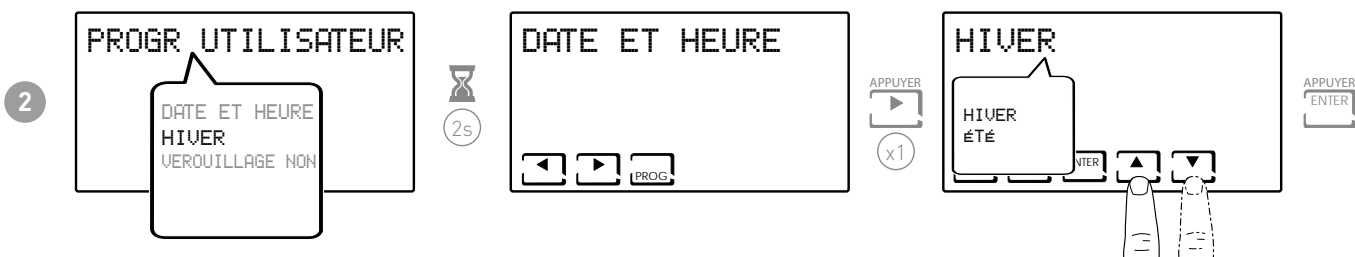 2
PROGR UTILISATEUR
DATE ET HEURE
HIVER
VEROUILLAGE NON
2s
DATE ET HEURE
PROG
APPUYER
x1
HIVER
HIVER
ÉTÉ
NTER
APPUYER
ENTER